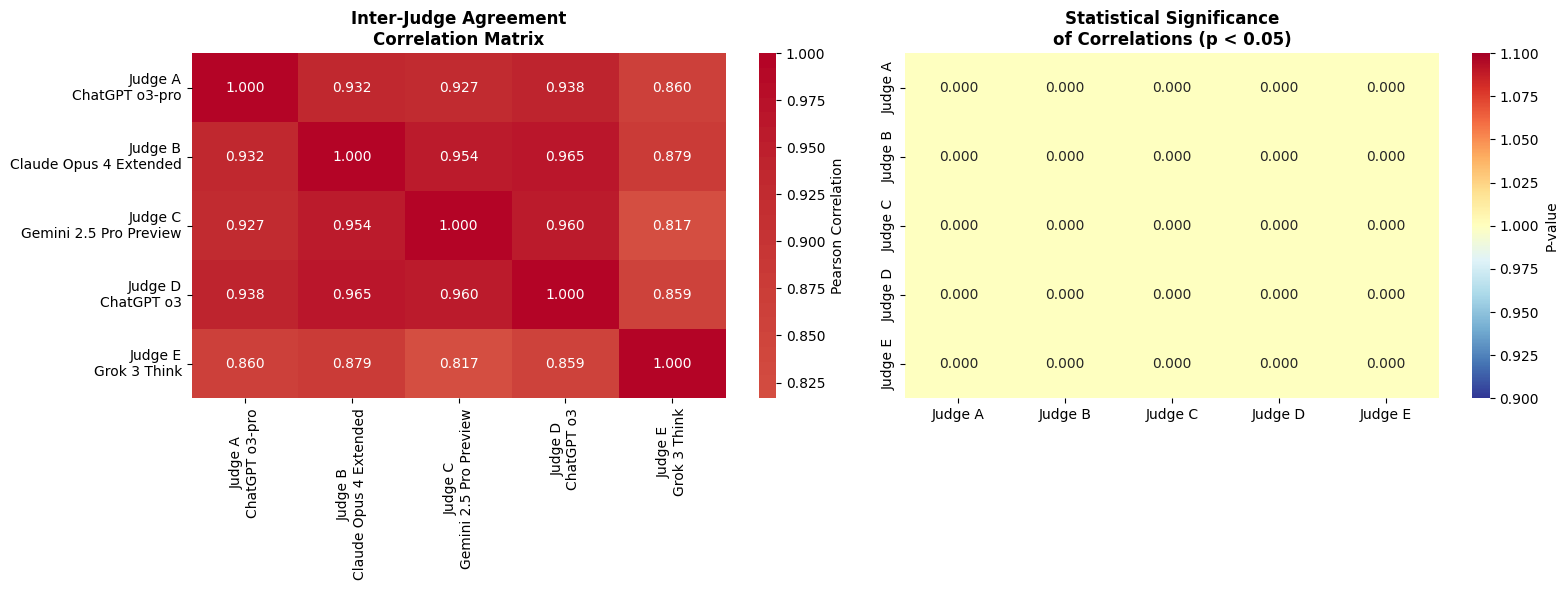 Inter-Judge Agreement
Correlation Matrix
Judge A
ChatGPT o3-pro
Judge B
Claude Opus 4 Extended
Judge C
Gemini 2.5 Pro Preview
Judge D
ChatGPT o3
Judge E
Grok 3 Think
1.000 0.932 0.927 0.938 0.860
0.932 1.000 0.954 0.965 0.879
0.927 0.954 1.000 0.960 0.817
0.938 0.965 0.960 1.000 0.859
0.860 0.879 0.817 0.859 1.000
Judge A
ChatGPT o3-pro
Judge B
Claude Opus 4 Extended
Judge C
Gemini 2.5 Pro Preview
Judge D
ChatGPT o3
Judge E
Grok 3 Think
1.000
0.975
0.950
0.925
0.900
0.875
0.850
0.825
Pearson Correlation
Statistical Significance
of Correlations (p < 0.05)
Judge A
Judge B
Judge C
Judge D
Judge E
0.000 0.000 0.000 0.000 0.000
0.000 0.000 0.000 0.000 0.000
0.000 0.000 0.000 0.000 0.000
0.000 0.000 0.000 0.000 0.000
0.000 0.000 0.000 0.000 0.000
Judge A Judge B Judge C Judge D Judge E
1.100
1.075
1.050
1.025
1.000
0.975
0.950
0.925
0.900
P-value